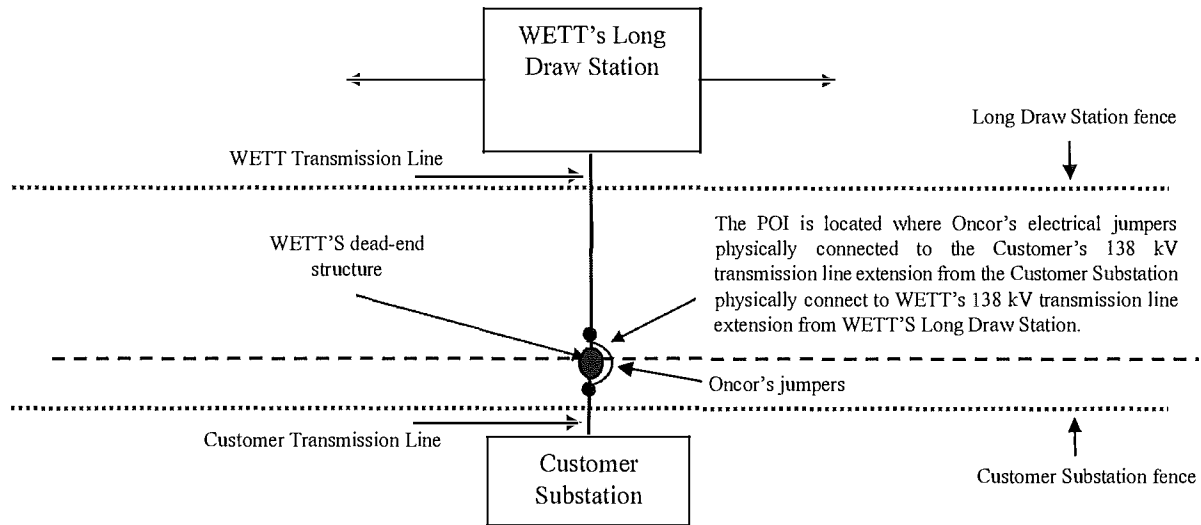 WETT's Long
Draw Station
Long Draw Station fence
WETT Transmission Line
The POI is located where Oncor's electrical jumpers
physically connected to the Customer's 138 kV
transmission line extension from the Customer Substation
physically connect to WETT's 138 kV transmission line
extension from WETT'S Long Draw Station.
WETT'S dead-end
structure
Oncor's jumpers
Customer Transmission Line
Customer
Substation
Customer Substation fence